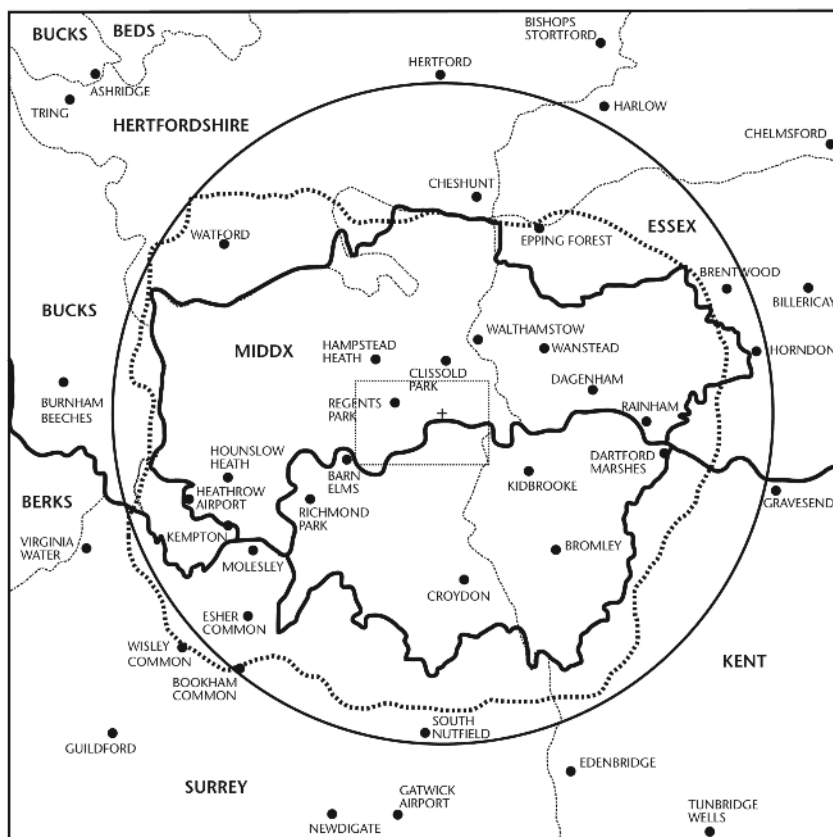 BUCKS
BEDS
BISHOPS
STORTFORD
HERTFORD
ASHRIDGE
TRING
HARLOW
HERTFORDSHIRE
CHELMSFORD
CHESHUNT
ESSEX
WATFORD
EPPING FOREST
BRENTWOOD
BILLERICAY
BUCKS
WALTHAMSTOW
MIDDX
HAMPSTEAD
HEATH
WANSTEAD
HORNDON
CLISSOLD
PARK
BURNHAM
BEECHES
DAGENHAM
REGENTS
PARK
RAINHAM
HOUNSLOW
HEATH
BARN
ELMS
DARTFORD
MARSHES
KIDBROOKE
BERKS
HEATHROW
AIRPORT
RICHMOND
PARK
GRAVESEND
KEMPTON
VIRGINIA
WATER
MOLESLEY
BROMLEY
CROYDON
ESHER
COMMON
WISLEY
COMMON
KENT
BOOKHAM
COMMON
GUILDFORD
SOUTH
NUTFIELD
EDENBRIDGE
SURREY
GATWICK
AIRPORT
NEWDIGATE
TUNBRIDGE
WELLS